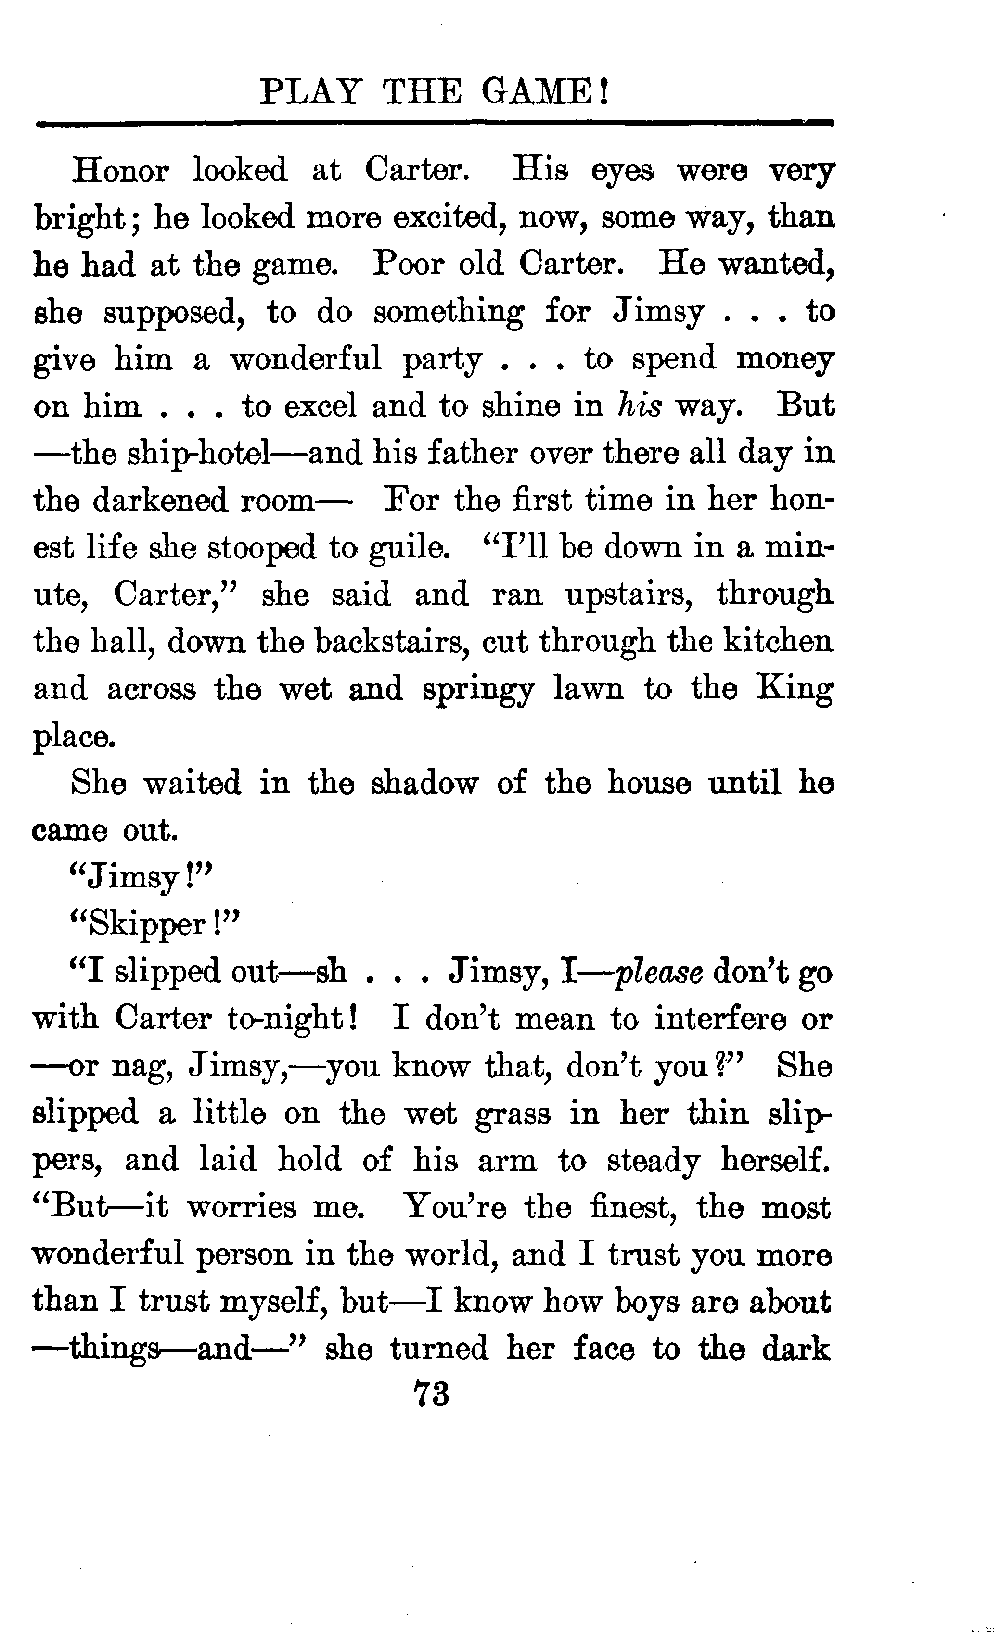 PLAY THE GAME!
Honor looked at Carter. His eyes were very
bright; he looked more excited, now, some way, than
he had at the game. Poor old Carter. He wanted,
she supposed, to do something for Jimsy . . . to
give him a wonderful party . . . to spend money
on him . . . to excel and to shine in his way. But
—the ship-hotel—and his father over there all day in
the darkened room— For the first time in her hon-
est life she stooped to guile. “I’ll be down in a min-
ute, Carter,” she said and ran upstairs, through
the hall, down the backstairs, cut through the kitchen
and across the wet and springy lawn to the King
place.
She waited in the shadow of the house until he
came out.
“Jimsy!”
“Skipper!”
“I slipped out—sh . . . Jimsy, I—please don’t go
with Carter to-night! I don’t mean to interfere or
—or nag, Jimsy,—you know that, don’t you?” She
slipped a little on the wet grass in her thin slip-
pers, and laid hold of his arm to steady herself.
“But—it worries me. You’re the finest, the most
wonderful person in the world, and I trust you more
than I trust myself, but—I know how boys are about
—things—and—” she turned her face to the dark
73